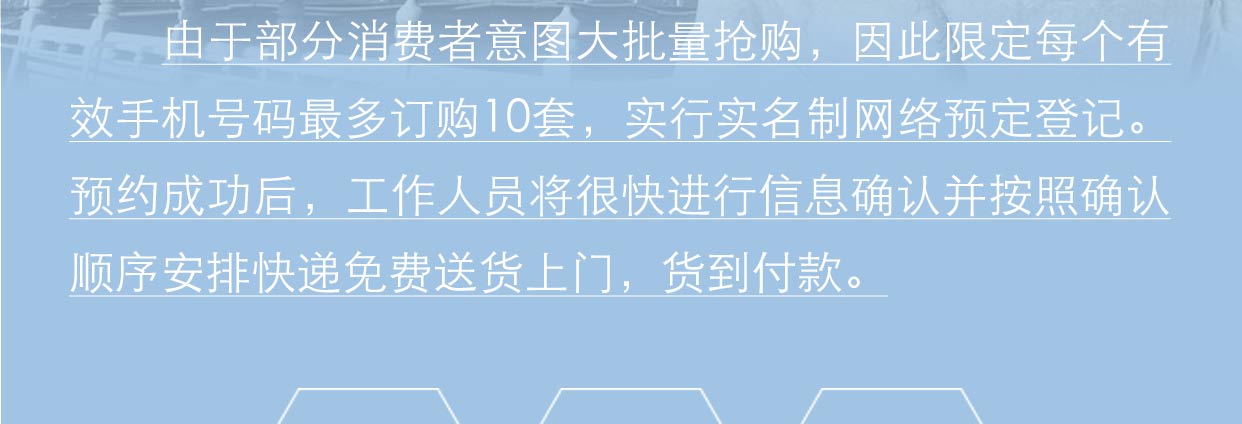 由于部分消费者意图大批量抢购，因此限定每个有
效手机号码最多订购10套，实行实名制网络预定登记。
预约成功后，工作人员将很快进行信息确认并按照确认
顺序安排快递免费送货上门，货到付款。